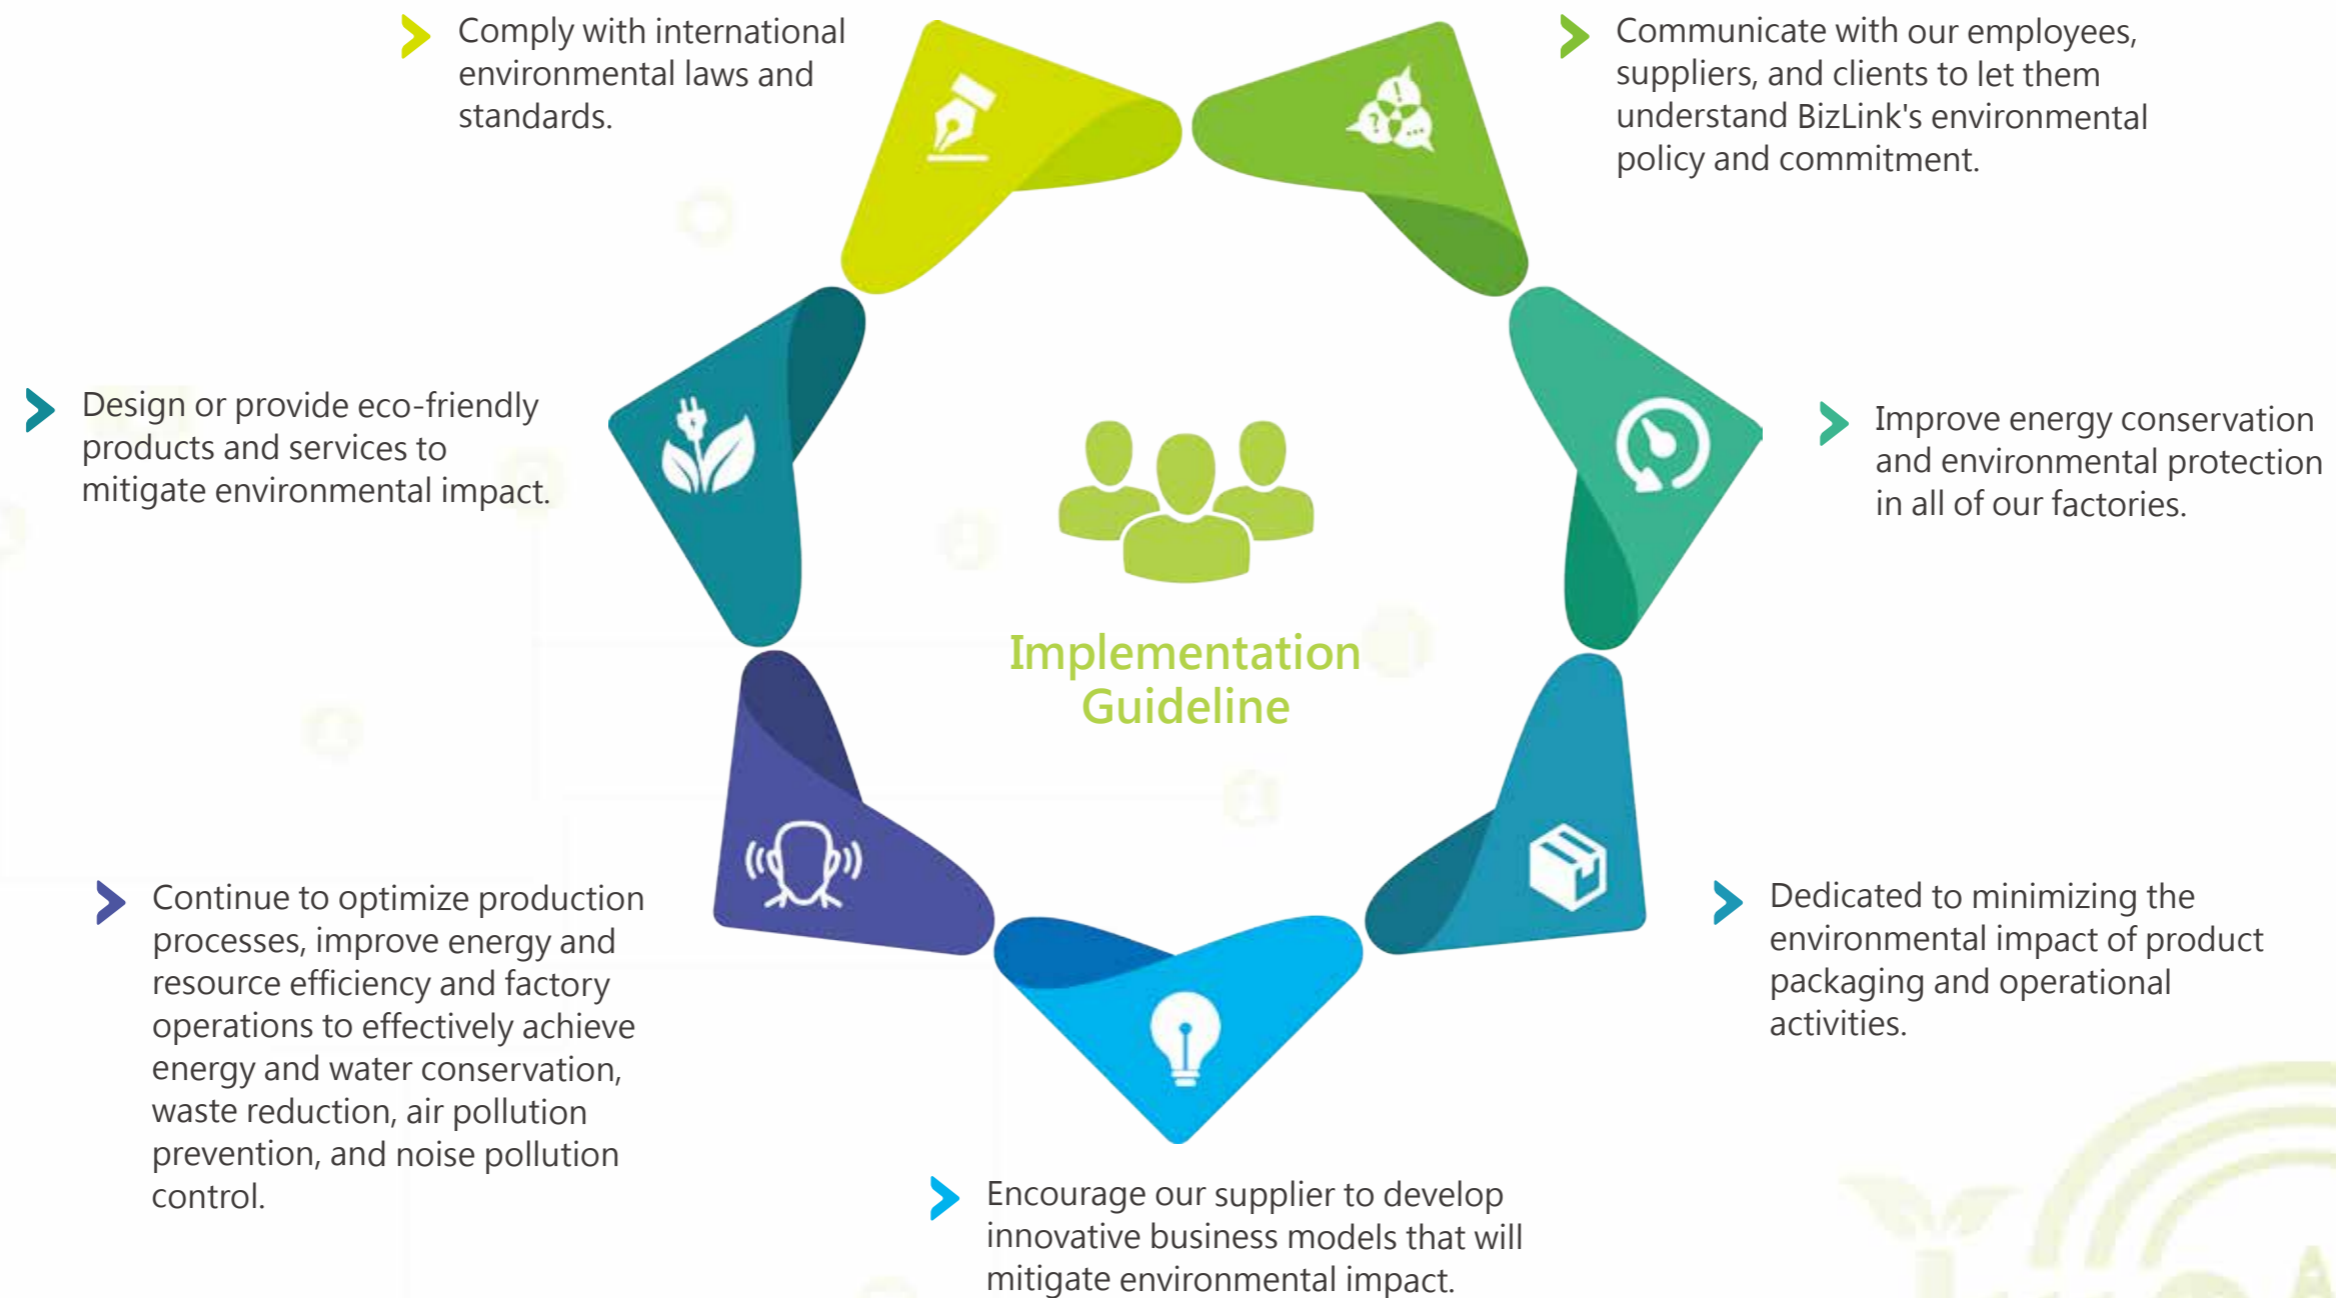 Comply with international
environmental laws and
standards.
Communicate with our employees,
suppliers, and clients to let them
understand BizLink's environmental
policy and commitment.
Design or provide eco-friendly
products and services to
mitigate environmental impact.
Improve energy conservation
and environmental protection
in all of our factories.
Implementation
Guideline
Continue to optimize production
processes, improve energy and
resource efficiency and factory
operations to effectively achieve
energy and water conservation,
waste reduction, air pollution
prevention, and noise pollution
control.
Dedicated to minimizing the
environmental impact of product
packaging and operational
activities.
Encourage our supplier to develop
innovative business models that will
mitigate environmental impact.